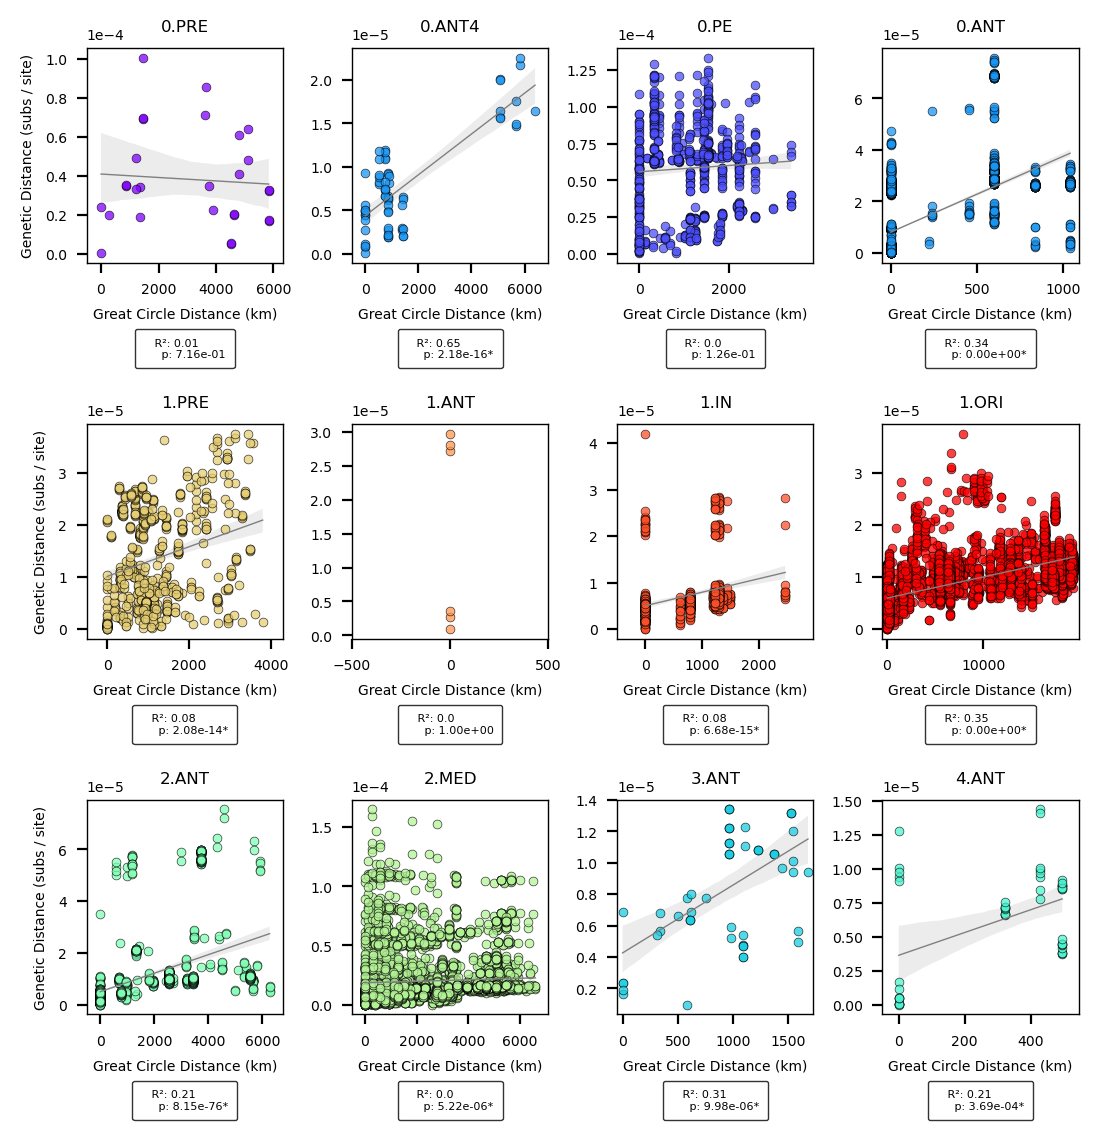 0.PRE 0.ANT4 0.PE 0.ANT
1e−4 1e−5 1e−4 1e−5
Genetic Distance (subs / site)
1.0
0.8
0.6
0.4
0.2
0.0
0 2000 4000 6000
2.0
1.5
1.0
0.5
0.0
0 2000 4000 6000
1.25
1.00
0.75
0.50
0.25
0.00
0 2000
6
4
2
0
0 500 1000
Great Circle Distance (km) Great Circle Distance (km) Great Circle Distance (km) Great Circle Distance (km)
R²: 0.01
p: 7.16e-01
R²: 0.65
p: 2.18e-16*
R²: 0.0
p: 1.26e-01
R²: 0.34
p: 0.00e+00*
1.PRE 1.ANT 1.IN 1.ORI
1e−5 1e−5 1e−5 1e−5
Genetic Distance (subs / site)
3
2
1
0
0 2000 4000
3.0
2.5
2.0
1.5
1.0
0.5
0.0
−500 0 500
4
3
2
1
0
0 1000 2000
3
2
1
0
0 10000
Great Circle Distance (km) Great Circle Distance (km) Great Circle Distance (km) Great Circle Distance (km)
R²: 0.08
p: 2.08e-14*
R²: 0.0
p: 1.00e+00
R²: 0.08
p: 6.68e-15*
R²: 0.35
p: 0.00e+00*
2.ANT 2.MED 3.ANT 4.ANT
1e−5 1e−4 1e−5 1e−5
Genetic Distance (subs / site)
6
4
2
0
0 2000 4000 6000
1.5
1.0
0.5
0.0
0 2000 4000 6000
1.4
1.2
1.0
0.8
0.6
0.4
0.2
0 500 1000 1500
1.50
1.25
1.00
0.75
0.50
0.25
0.00
0 200 400
Great Circle Distance (km) Great Circle Distance (km) Great Circle Distance (km) Great Circle Distance (km)
R²: 0.21
p: 8.15e-76*
R²: 0.0
p: 5.22e-06*
R²: 0.31
p: 9.98e-06*
R²: 0.21
p: 3.69e-04*